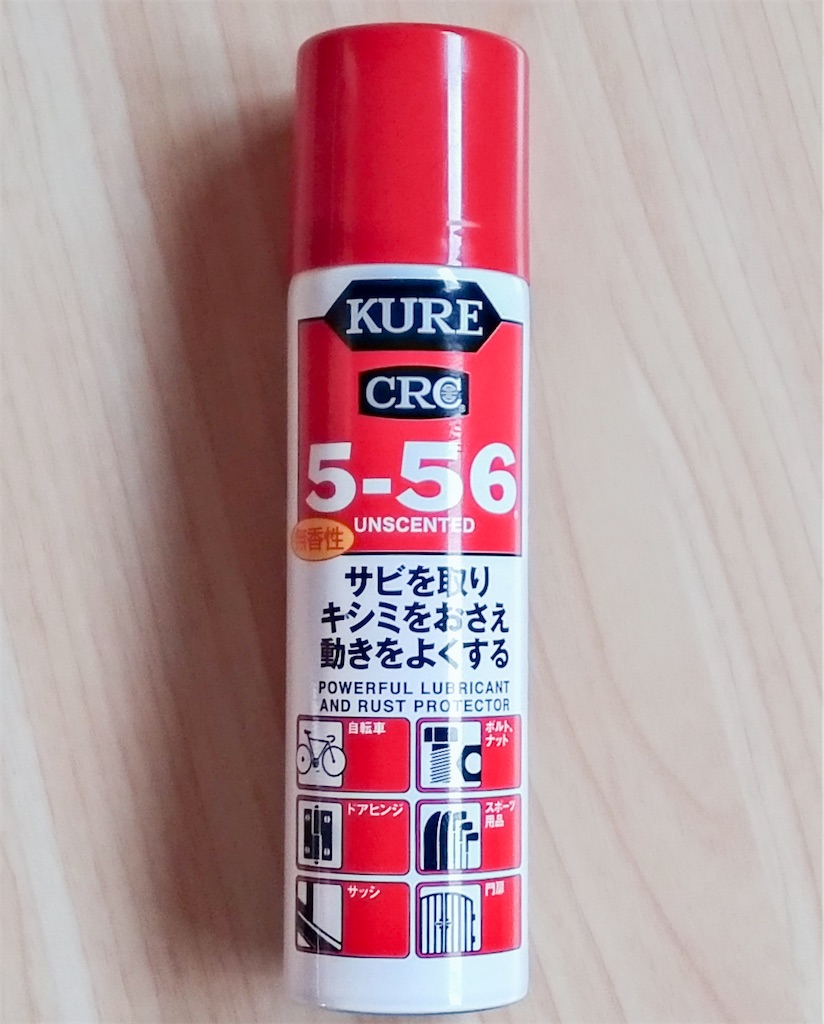 KURE
CRC
5-56
UNSCENTED
無香性
サビを取り
キシミをおさえ
動きをよくする
POWERFUL LUBRICANT
AND RUST PROTECTOR
自転車
ボルト、
ナット
ドアヒンジ
スポーツ
用品
サッシ
門扉